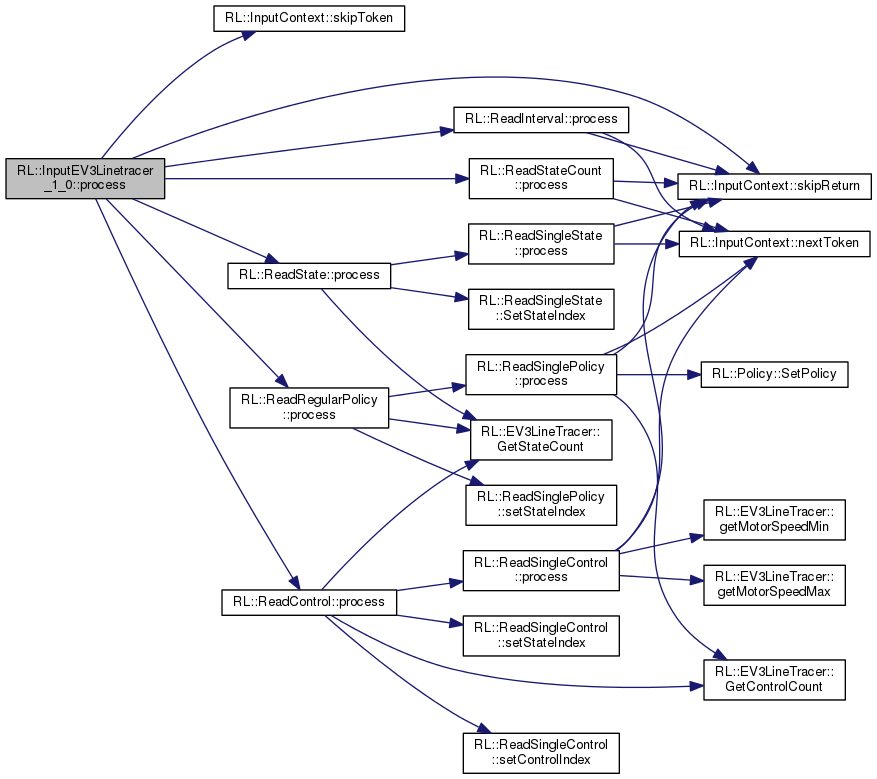 RL::InputContext::skipToken
RL::InputEV3Linetracer
_1_0::process
RL::ReadInterval::process
RL::ReadStateCount
::process
RL::InputContext::skipReturn
RL::ReadSingleState
::process
RL::InputContext::nextToken
RL::ReadState::process
RL::ReadSingleState
::SetStateIndex
RL::ReadSinglePolicy
::process
RL::Policy::SetPolicy
RL::ReadRegularPolicy
::process
RL::EV3LineTracer::
GetStateCount
RL::ReadSinglePolicy
::setStateIndex
RL::EV3LineTracer::
getMotorSpeedMin
RL::ReadSingleControl
::process
RL::EV3LineTracer::
getMotorSpeedMax
RL::ReadControl::process
RL::ReadSingleControl
::setStateIndex
RL::EV3LineTracer::
GetControlCount
RL::ReadSingleControl
::setControlIndex